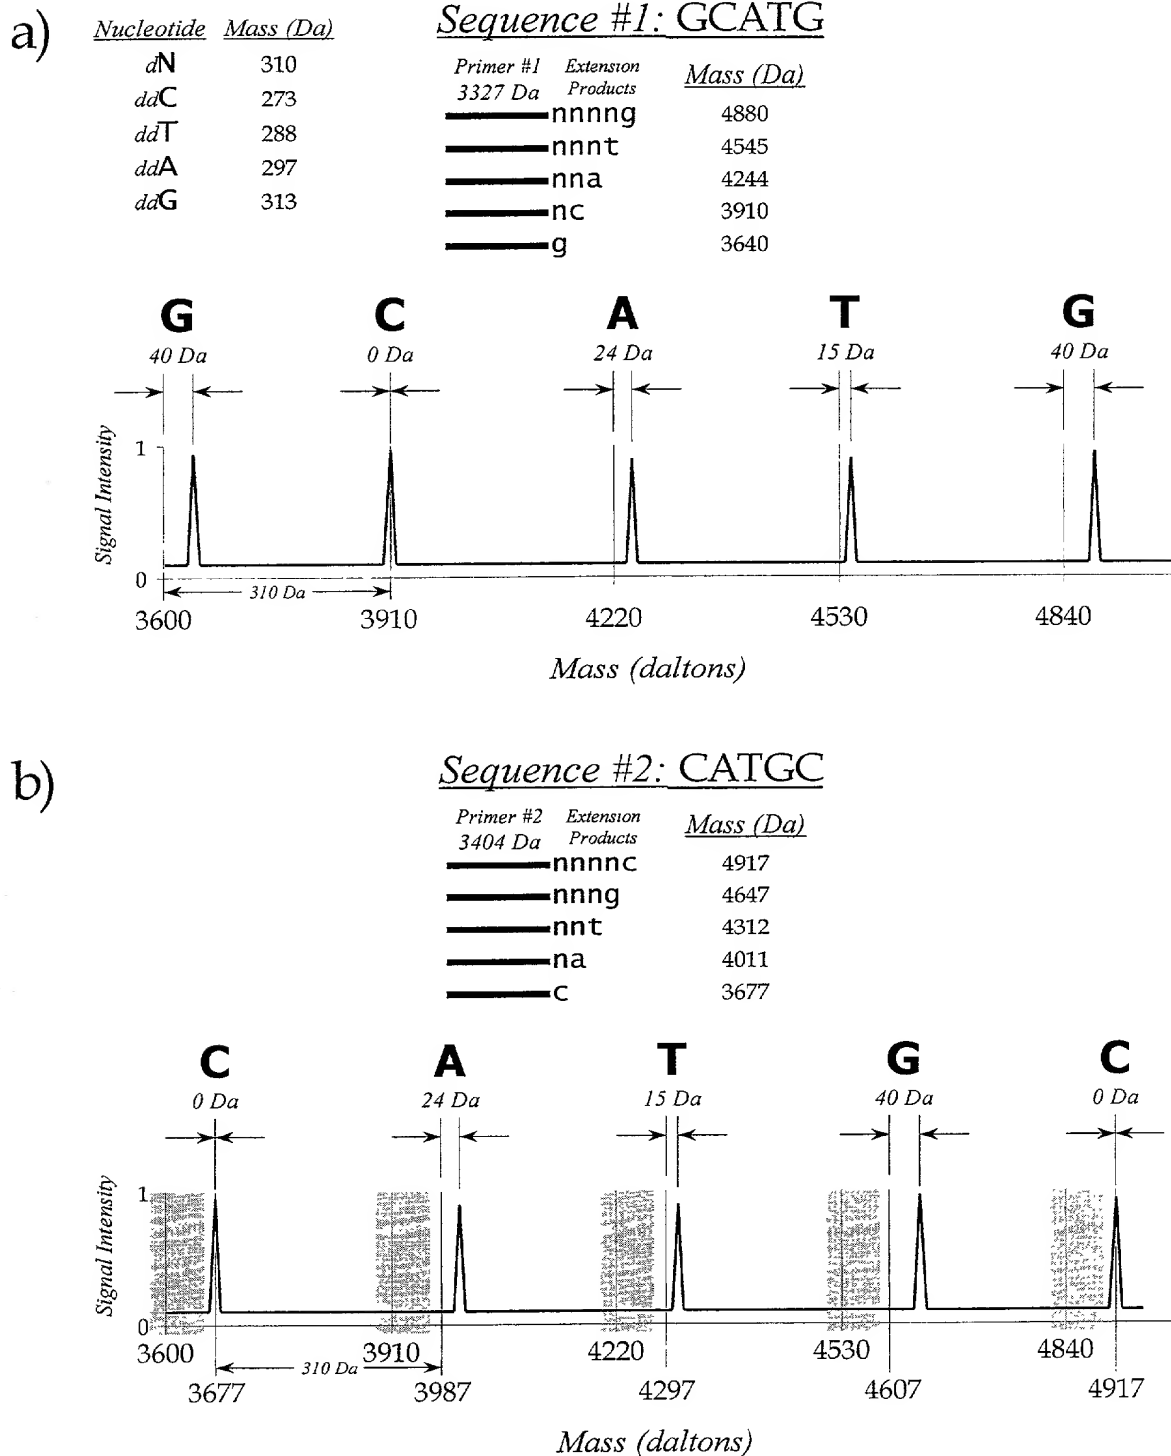 a)
Nucleotide Mass (Da)
dN 310
ddC 273
ddT 288
ddA 297
ddG 313
Sequence #1: GCATG
Primer #1 Extension Mass (Da)
3327 Da Products
nnnng 4880
nnnt 4545
nna 4244
nc 3910
g 3640
G C A T G
40 Da 0 Da 24 Da 15 Da 40 Da
Signal Intensity
1
0
310 Da
3600 3910 4220 4530 4840
Mass (daltons)
b)
Sequence #2: CATGC
Primer #2 Extension Mass (Da)
3404 Da Products
nnnnc 4917
nnng 4647
nnt 4312
na 4011
c 3677
C A T G C
0 Da 24 Da 15 Da 40 Da 0 Da
Signal Intensity
1
0
3600 3910 4220 4530 4840
310 Da
3677 3987 4297 4607 4917
Mass (daltons)